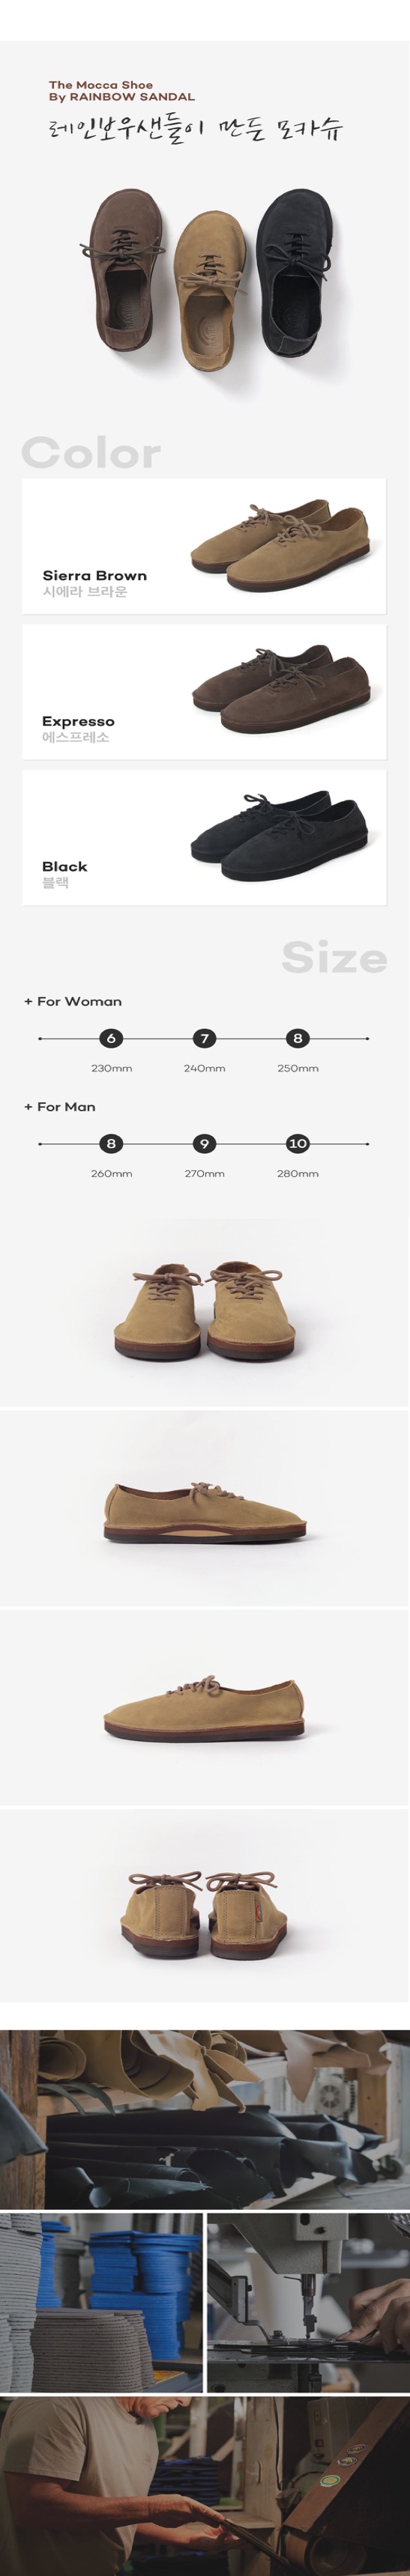 The Mocca Shoe
By RAINBOW SANDAL
레인보우샌들이 만든 모카슈
Color
Sierra Brown
시에라 브라운
Expresso
에스프레소
Black
블랙
Size
+ For Woman
6 7 8
230mm 240mm 250mm
+ For Man
8 9 10
260mm 270mm 280mm